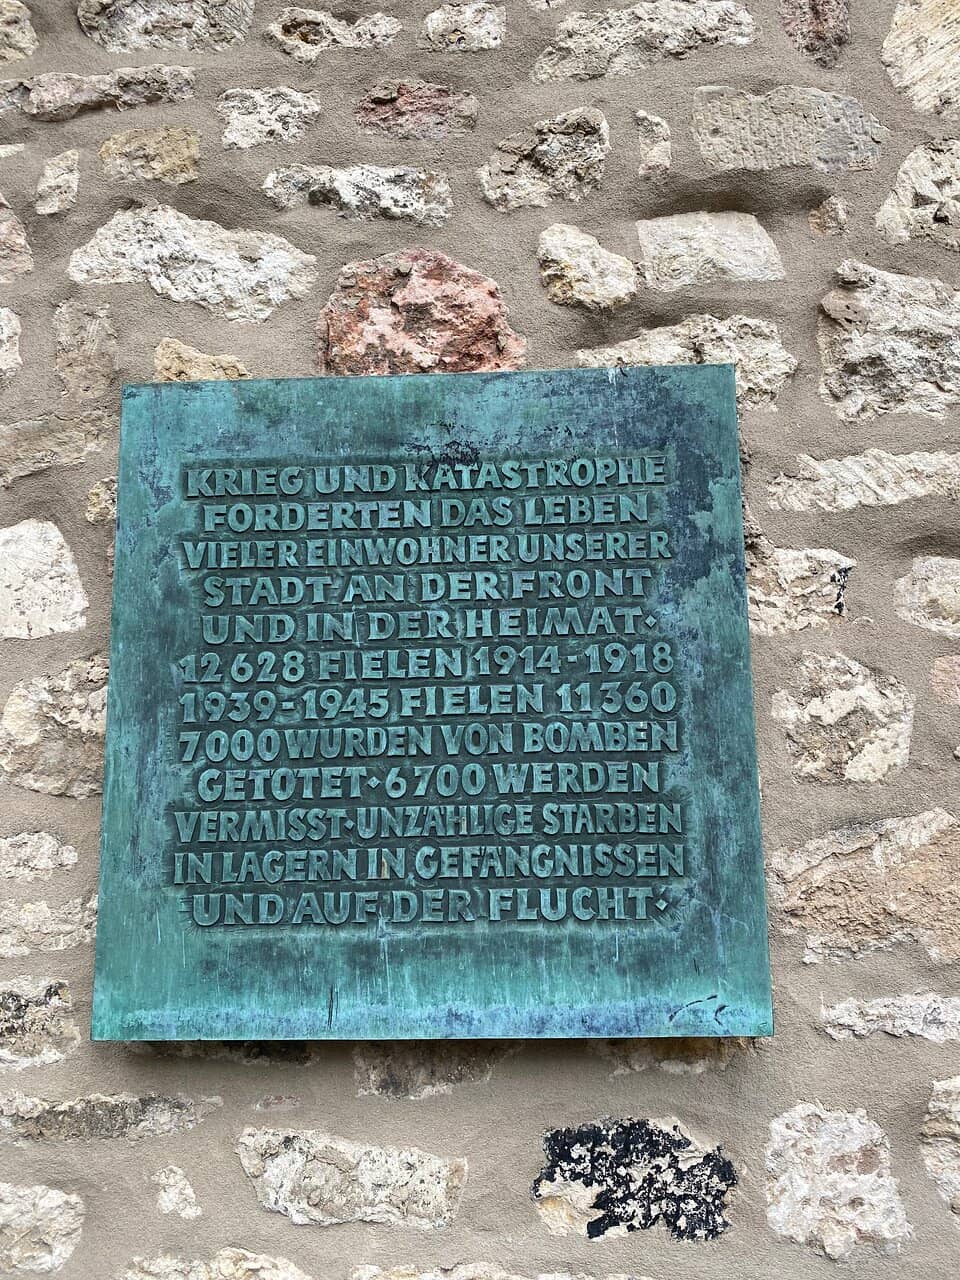 KRIEG UND KATASTROPHE
FORDERTEN DAS LEBEN
VIELER EINWOHNER UNSERER
STADT·AN DER FRONT
UND IN DER HEIMAT·
12628 FIELEN 1914-1918
1939-1945 FIELEN 11360
7000 WURDEN VON BOMBEN
GETÖTET·6700 WERDEN
VERMISST·UNZÄHLIGE STARBEN
IN LAGERN IN GEFÄNGNISSEN
UND AUF DER FLUCHT·